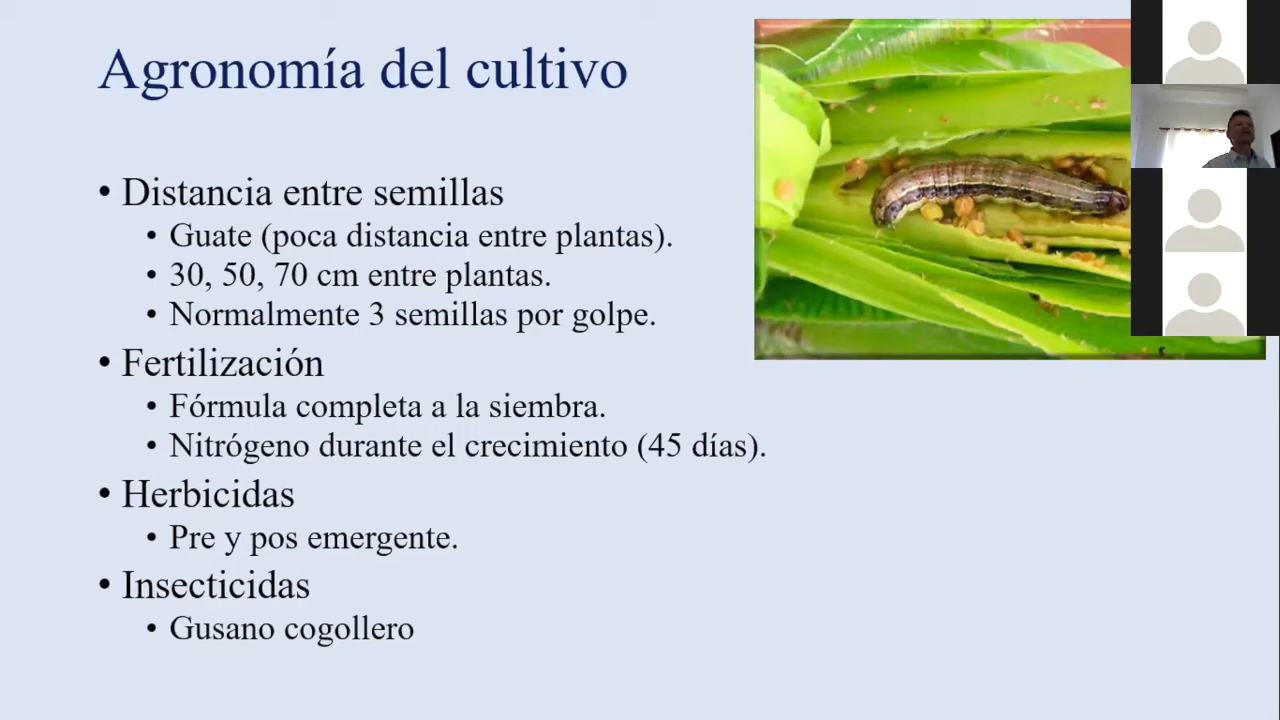 Agronomía del cultivo
• Distancia entre semillas
• Guate (poca distancia entre plantas).
• 30, 50, 70 cm entre plantas.
• Normalmente 3 semillas por golpe.
• Fertilización
• Fórmula completa a la siembra.
• Nitrógeno durante el crecimiento (45 días).
• Herbicidas
• Pre y pos emergente.
• Insecticidas
• Gusano cogollero